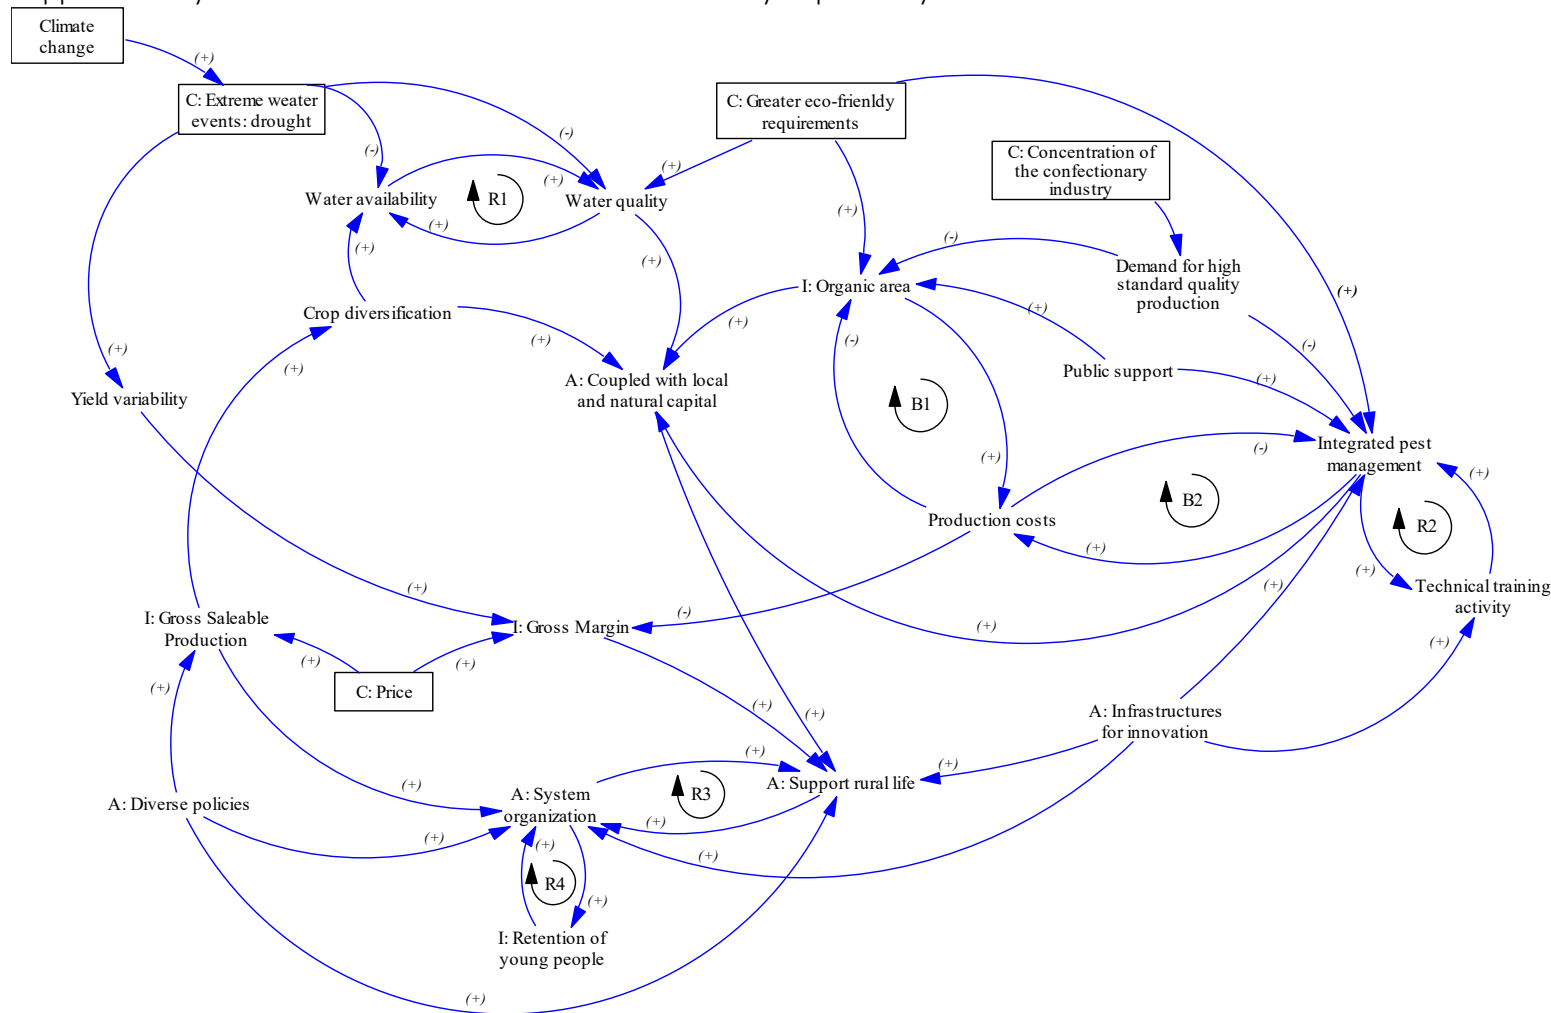 Climate
change
(+)
C: Extreme weater
events: drought
C: Greater eco-frienldy
requirements
(-)
(-)
(+)
C: Concentration of
the confectionary
industry
(+)
Water availability
R1
Water quality
(+)
(+)
(+)
(-)
(+)
(+)
Demand for high
standard quality
production
I: Organic area
(+)
(+)
Crop diversification
(+)
(+)
(-)
(-)
(+)
(+)
Public support
(+)
A: Coupled with local
and natural capital
Yield variability
B1
Integrated pest
management
(-)
(+)
(+)
B2
R2
Production costs
(+)
(+)
(+)
Technical training
activity
(+)
(-)
I: Gross Saleable
Production
I: Gross Margin
(+)
(+)
(+)
(+)
C: Price
(+)
(+)
(+)
A: Infrastructures
for innovation
(+)
(+)
A: Support rural life
R3
(+)
A: System
organization
A: Diverse policies
(+)
(+)
(+)
(+)
R4
(+)
I: Retention of
young people
(+)